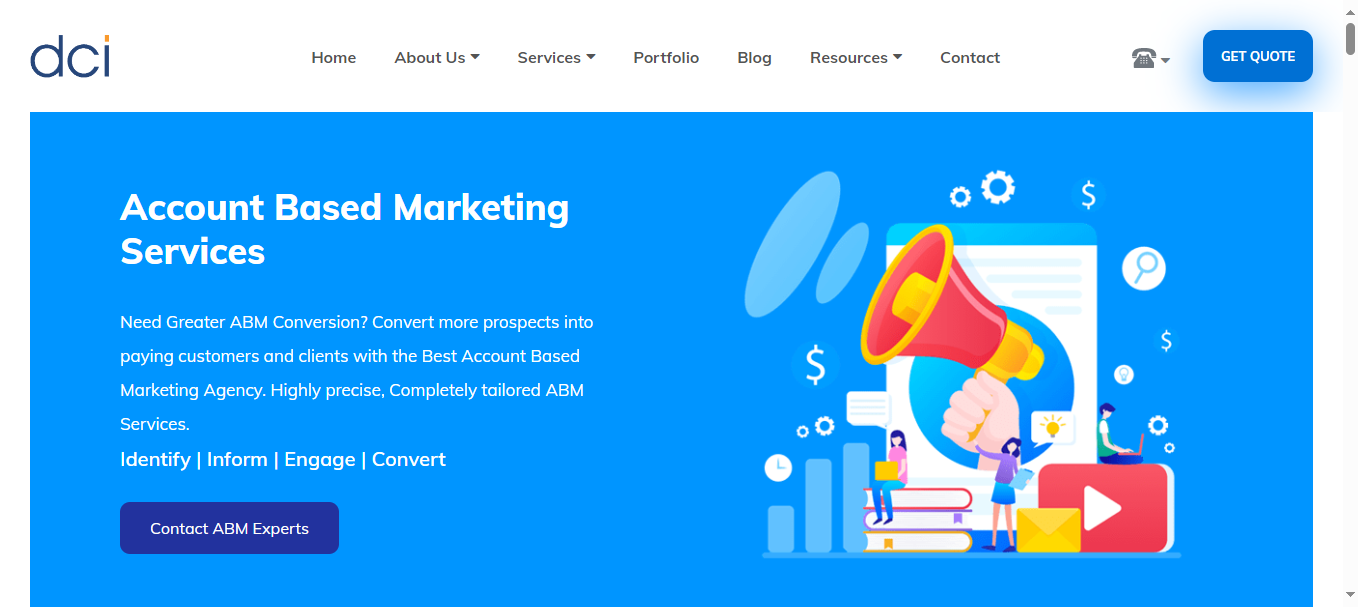 dci
Home About Us Services Portfolio Blog Resources Contact GET QUOTE
Account Based Marketing
Services
Need Greater ABM Conversion? Convert more prospects into
paying customers and clients with the Best Account Based
Marketing Agency. Highly precise, Completely tailored ABM
Services.
Identify | Inform | Engage | Convert
Contact ABM Experts
$
$
$